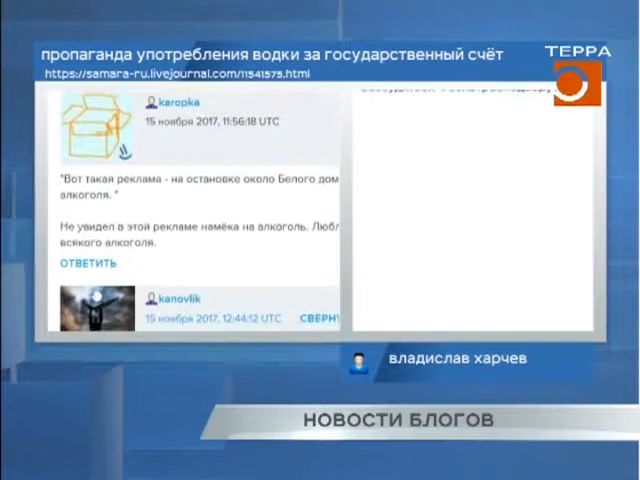 пропаганда употребления водки за государственный счёт
https://samara-ru.livejournal.com/11541575.html
ТЕРРА
karopka
15 ноября 2017, 11:56:18 UTC
"Вот такая реклама - на остановке около Белого дом
алкоголя. "
Не увидел в этой рекламе намёка на алкоголь. Любл
всякого алкоголя.
ОТВЕТИТЬ
kanovlik
15 ноября 2017, 12:44:12 UTC СВЕРНУ
владислав харчев
НОВОСТИ БЛОГОВ